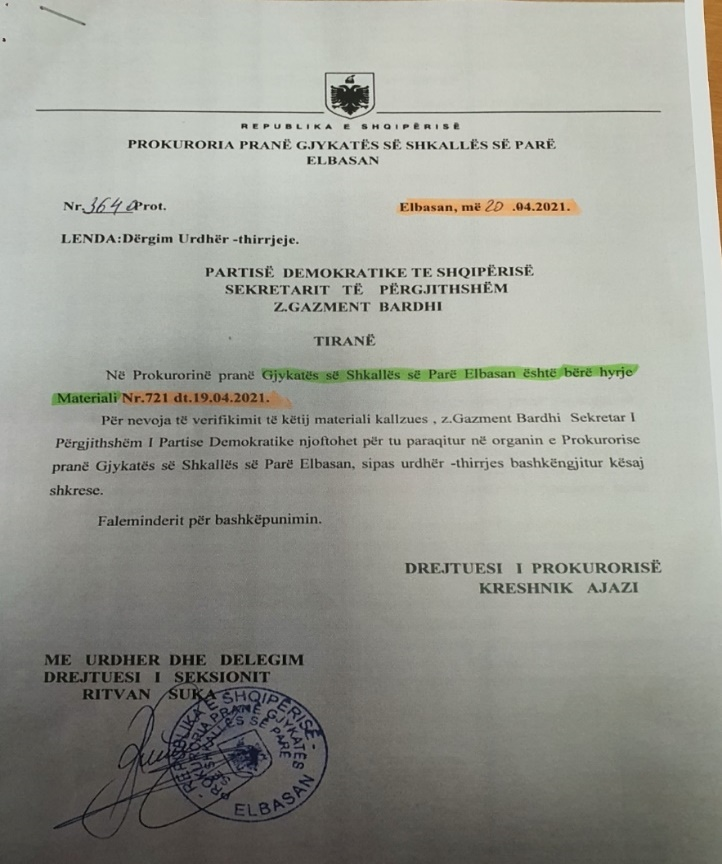 REPUBLIKA E SHQIPËRISË
PROKURORIA PRANË GJYKATËS SË SHKALLËS SË PARË
ELBASAN
Nr. 364 Prot.
Elbasan, më 20 .04.2021.
LENDA:Dërgim Urdhër -thirrjeje.
PARTISË DEMOKRATIKE TE SHQIPËRISË
SEKRETARIT TË PËRGJITHSHËM
Z.GAZMENT BARDHI
TIRANË
Në Prokurorinë pranë Gjykatës së Shkallës së Parë Elbasan është bërë hyrje
Materiali Nr.721 dt.19.04.2021.
Për nevoja të verifikimit të këtij materiali kallzues , z.Gazment Bardhi Sekretar I
Përgjithshëm I Partise Demokratike njoftohet për tu paraqitur në organin e Prokurorise
pranë Gjykatës së Shkallës së Parë Elbasan, sipas urdhër -thirrjes bashkëngjitur kësaj
shkrese.
Faleminderit për bashkëpunimin.
DREJTUESI I PROKURORISË
KRESHNIK AJAZI
ME URDHER DHE DELEGIM
DREJTUESI I SEKSIONIT
RITVAN SUKA
REPUBLIKA E SHQIPËRISË
PROKURORIA PRANË GJYKATËS
SË SHKALLËS SË PARË
ELBASAN